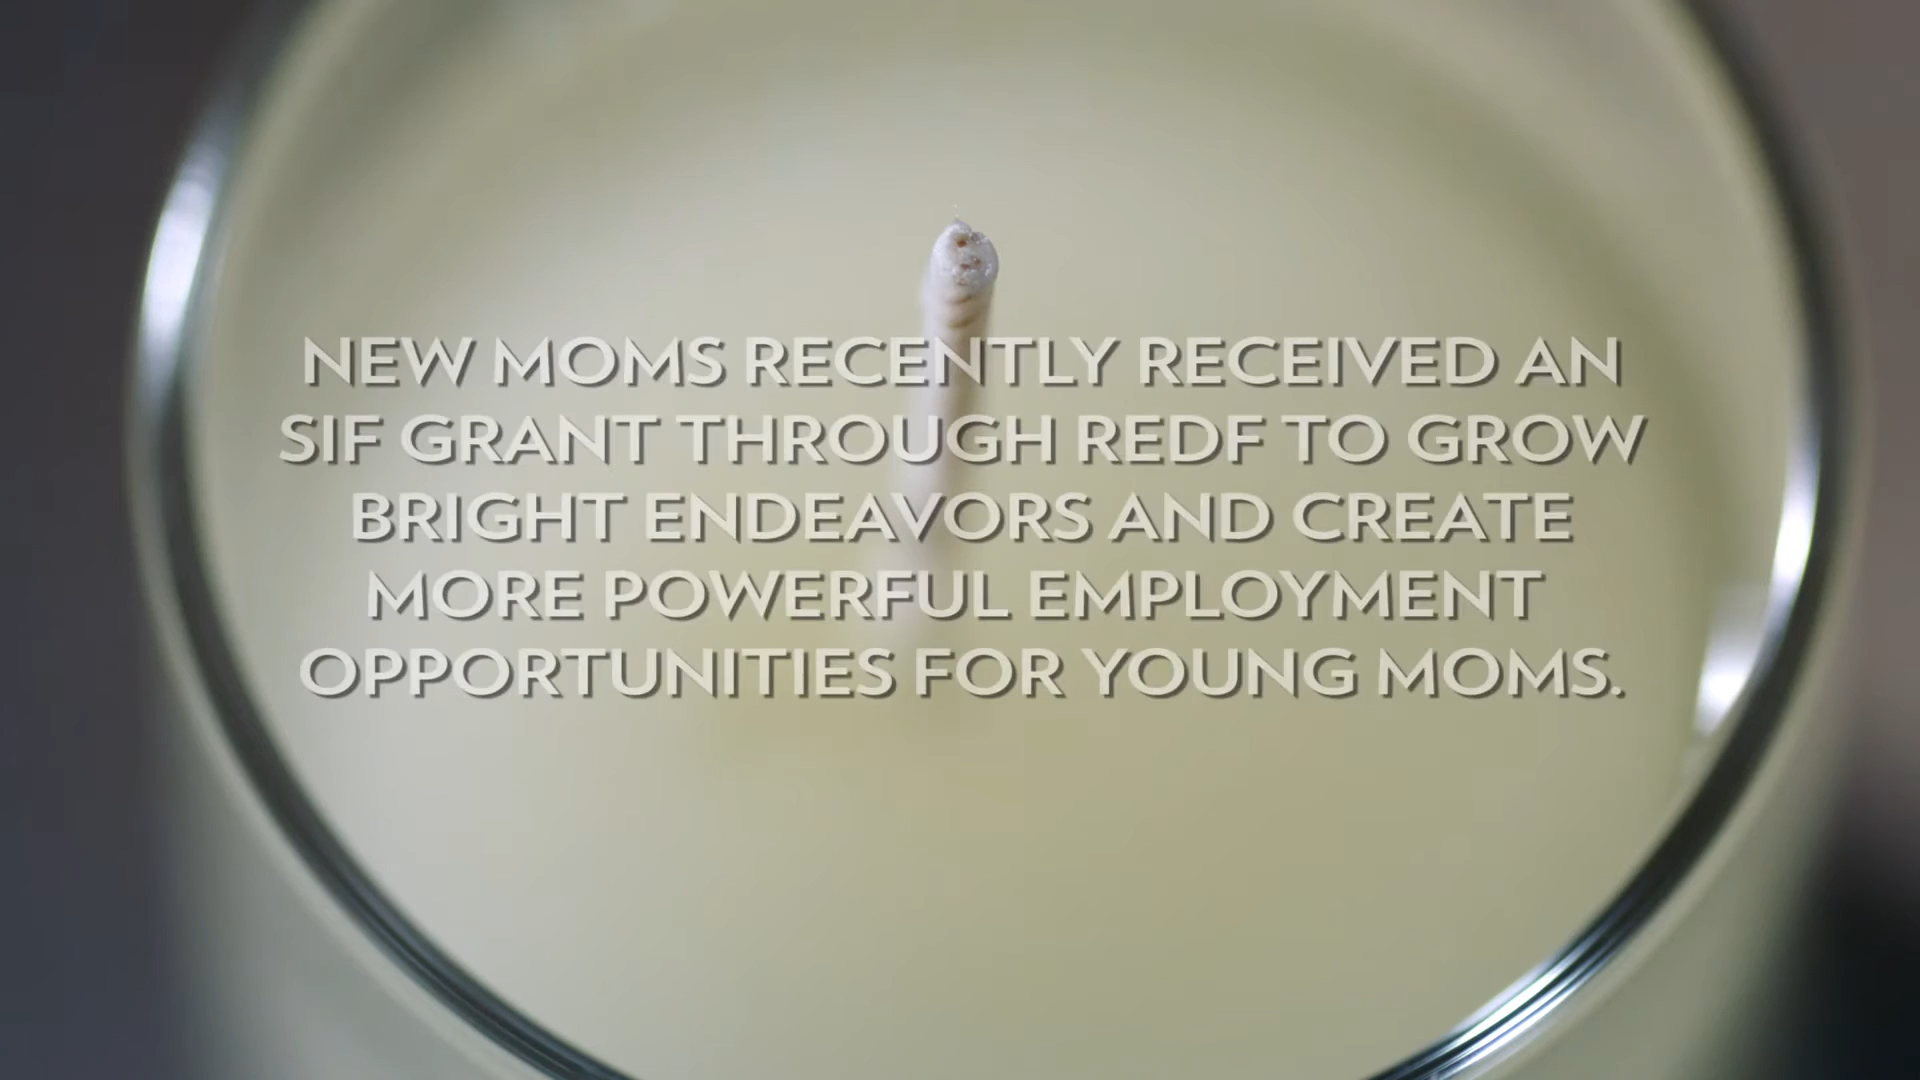 NEW MOMS RECENTLY RECEIVED AN
SIF GRANT THROUGH REDF TO GROW
BRIGHT ENDEAVORS AND CREATE
MORE POWERFUL EMPLOYMENT
OPPORTUNITIES FOR YOUNG MOMS.